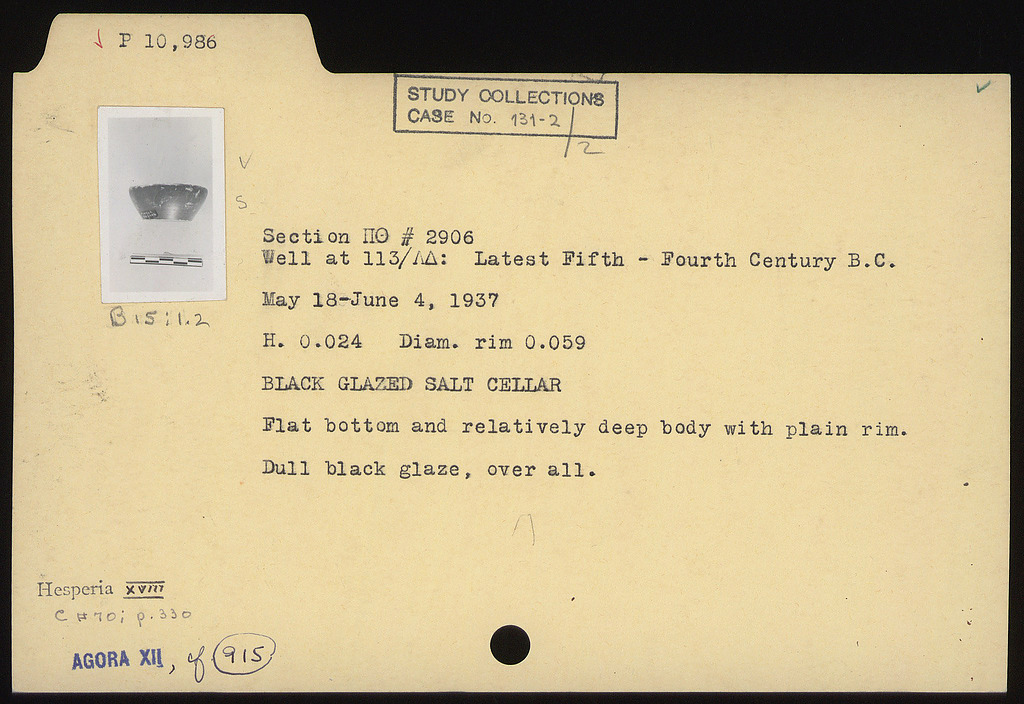 √ P 10,986
STUDY COLLECTIONS
CASE No. 131-2/2
V
S
Section ΠΘ # 2906
Well at 113/ΛΔ: Latest Fifth - Fourth Century B.C.
B 15:1.2
May 18-June 4, 1937
H. 0.024 Diam. rim 0.059
BLACK GLAZED SALT CELLAR
Flat bottom and relatively deep body with plain rim.
Dull black glaze, over all.
Hesperia XVIII
C #70; p. 330
AGORA XII, cf. 915